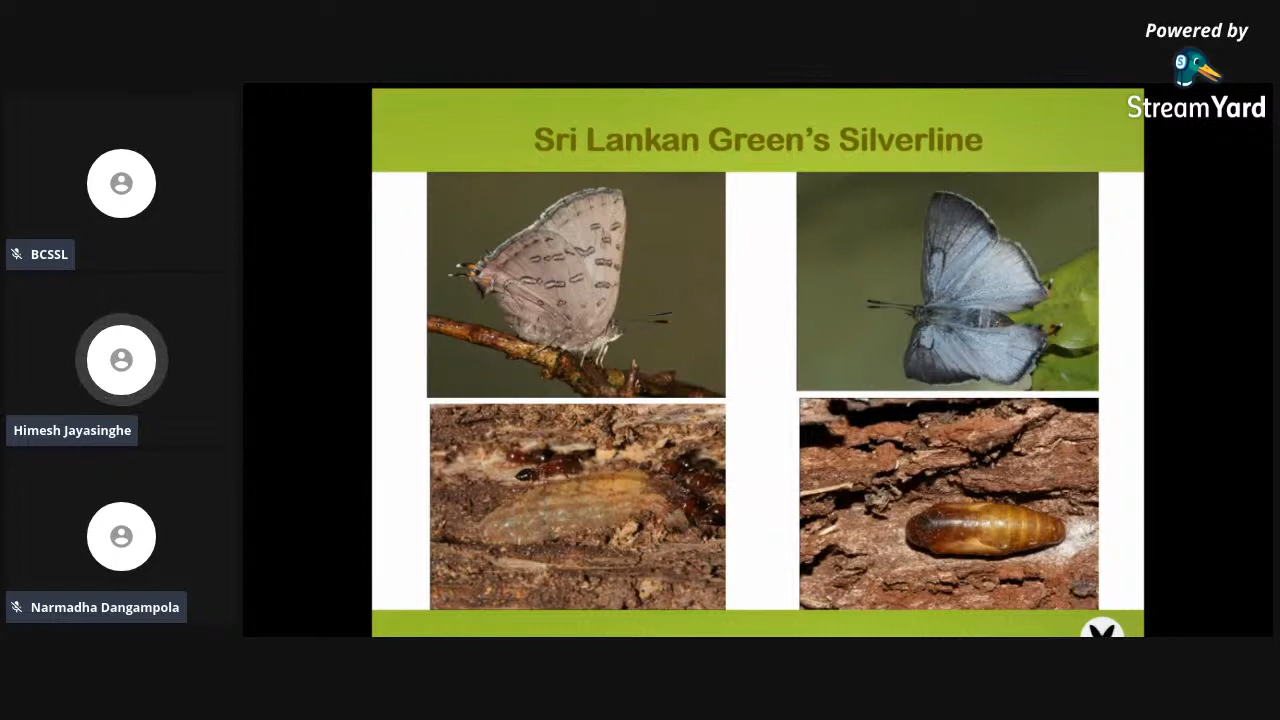 Powered by
StreamYard
Sri Lankan Green's Silverline
BCSSL
Himesh Jayasinghe
Narmadha Dangampola